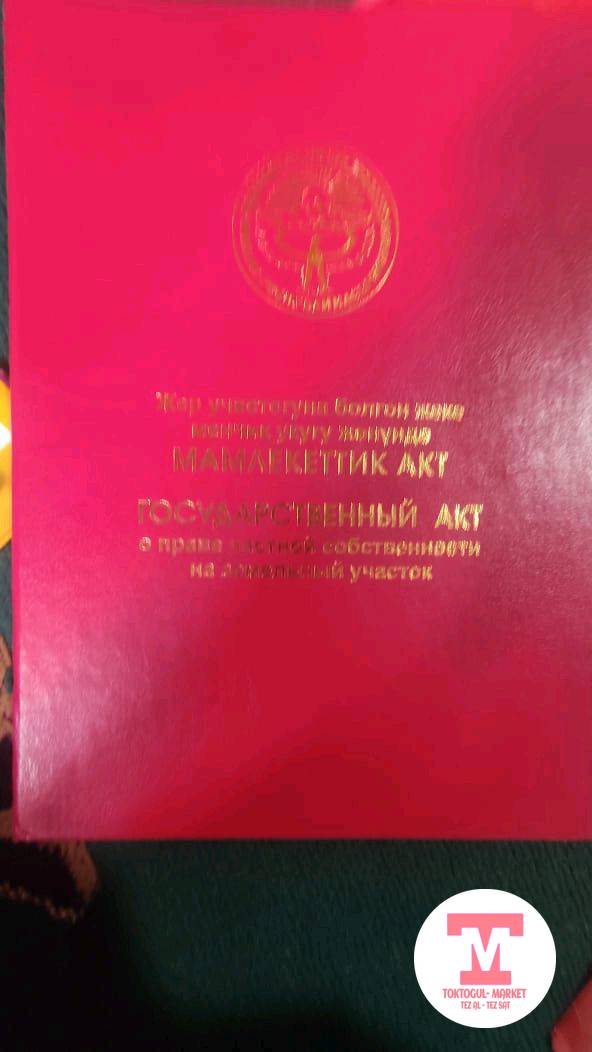 Жер участогуна болгон жеке
менчик укугу жөнүндө
МАМЛЕКЕТТИК АКТ
ГОСУДАРСТВЕННЫЙ АКТ
о праве частной собственности
на земельный участок
TM
TOKTOGUL- MARKET
TEZ AL - TEZ SAT